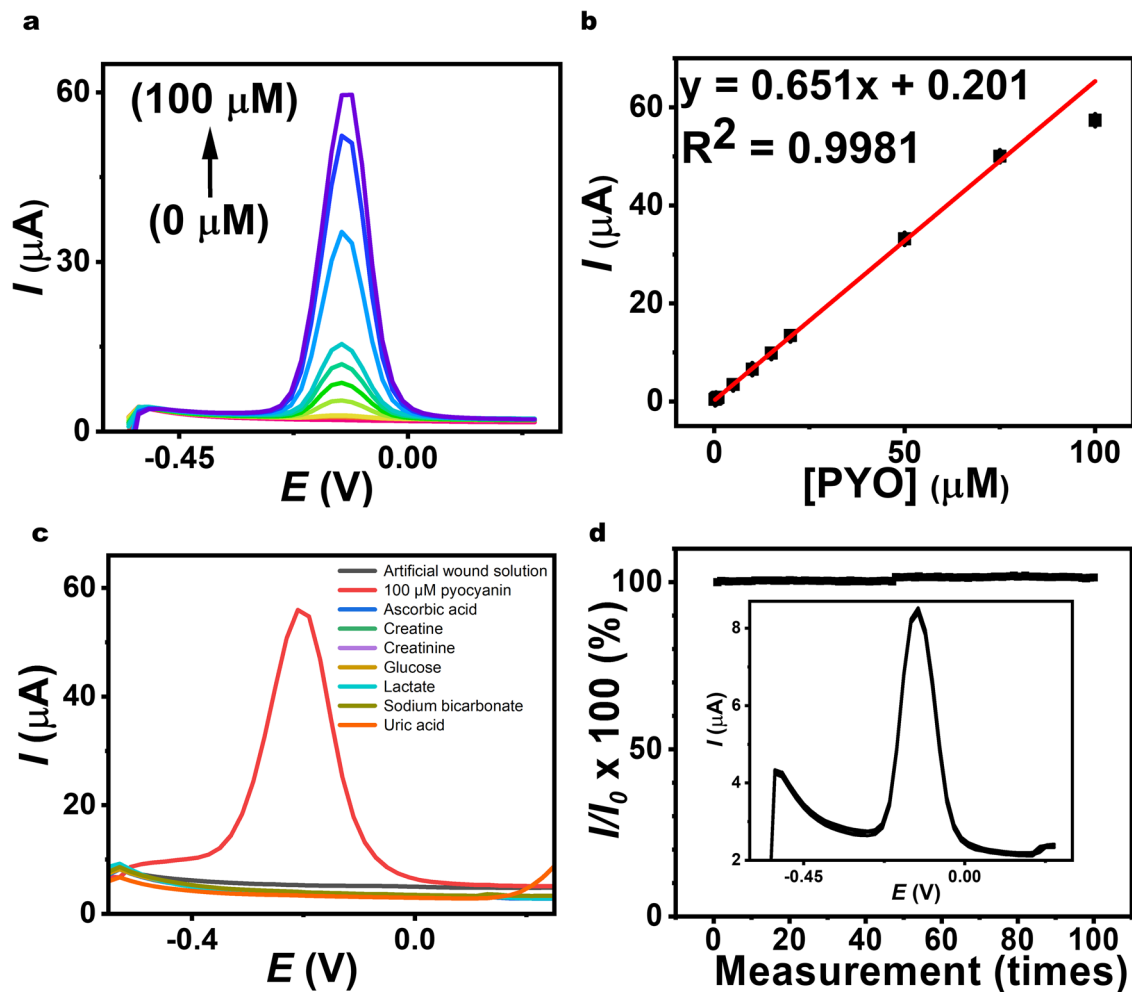 a
(100 μM)
(0 μM)
60
30
0
-0.45
0.00
I (μA)
E (V)
b
y = 0.651x + 0.201
R² = 0.9981
60
40
20
0
0
50
100
I (μA)
[PYO] (μM)
c
Artificial wound solution
100 μM pyocyanin
Ascorbic acid
Creatine
Creatinine
Glucose
Lactate
Sodium bicarbonate
Uric acid
60
40
20
0
-0.4
0.0
I (μA)
E (V)
d
100
50
0
0
20
40
60
80
100
I/I₀ x 100 (%)
Measurement (times)
8
6
4
2
-0.45
0.00
I (μA)
E (V)